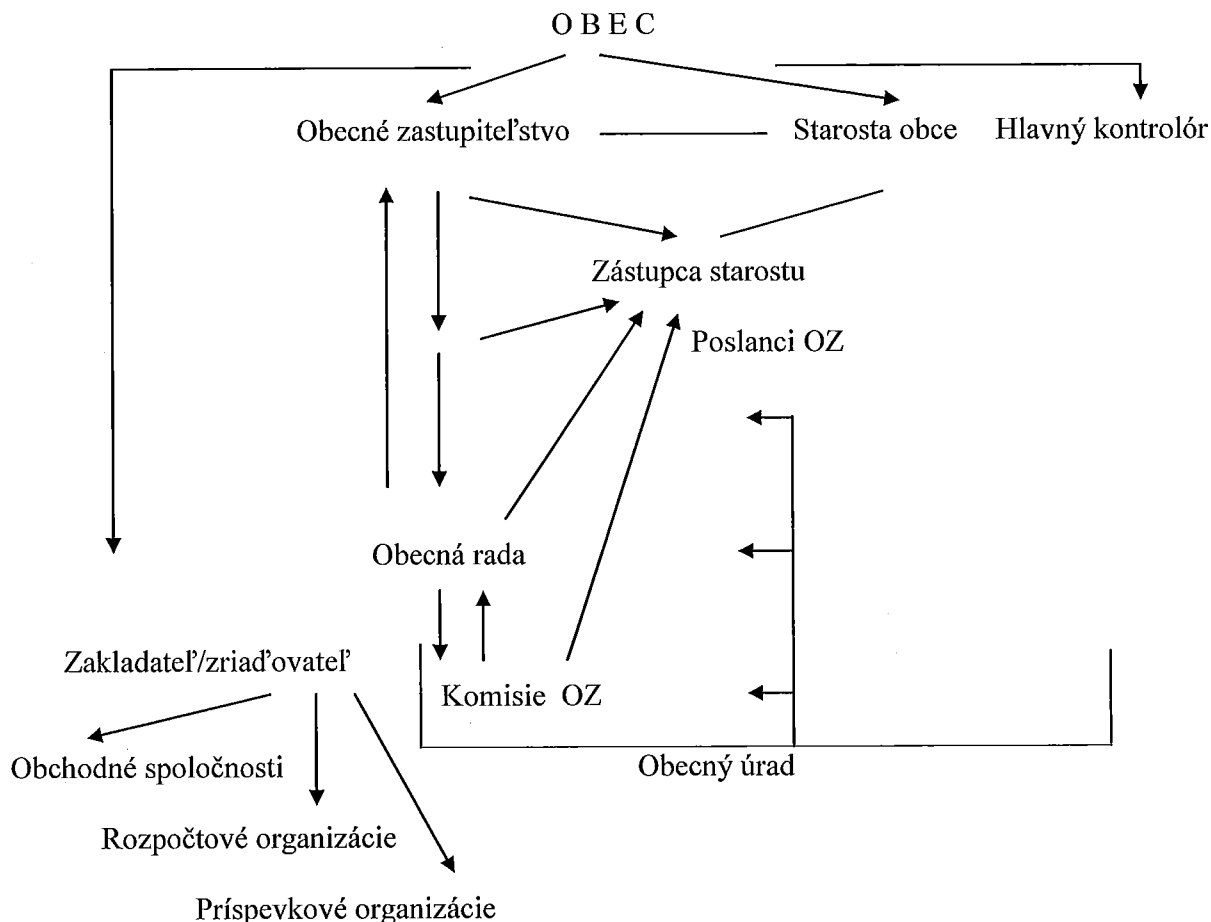 O B E C
Obecné zastupiteľstvo
Starosta obce
Hlavný kontrolór
Zástupca starostu
Poslanci OZ
Obecná rada
Zakladateľ/zriaďovateľ
Komisie OZ
Obchodné spoločnosti
Obecný úrad
Rozpočtové organizácie
Príspevkové organizácie